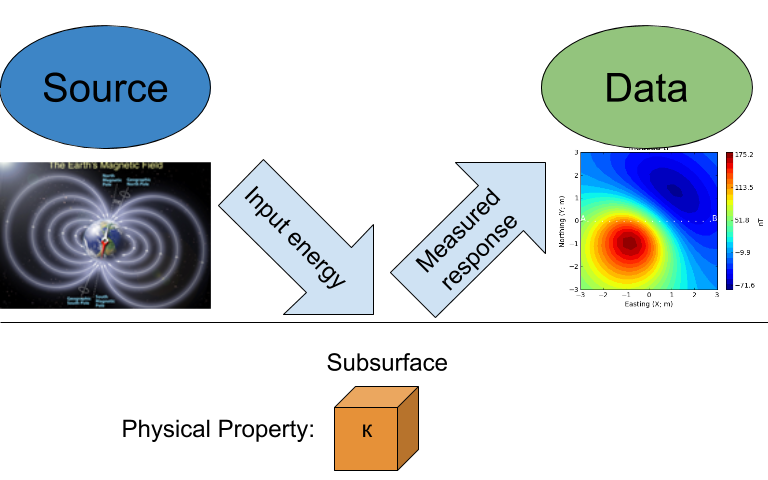 Source
Data
The Earth's Magnetic Field
North
Magnetic
Pole
Geographic
North Pole
Geographic
South Pole
South
Magnetic
Pole
Input energy
Measured
response
3
2
1
0
−1
−2
−3
−3 −2 −1 0 1 2 3
Northing (Y; m)
Easting (X; m)
B
175.2
113.5
51.8
−9.9
−71.6
nT
Subsurface
Physical Property:
κ